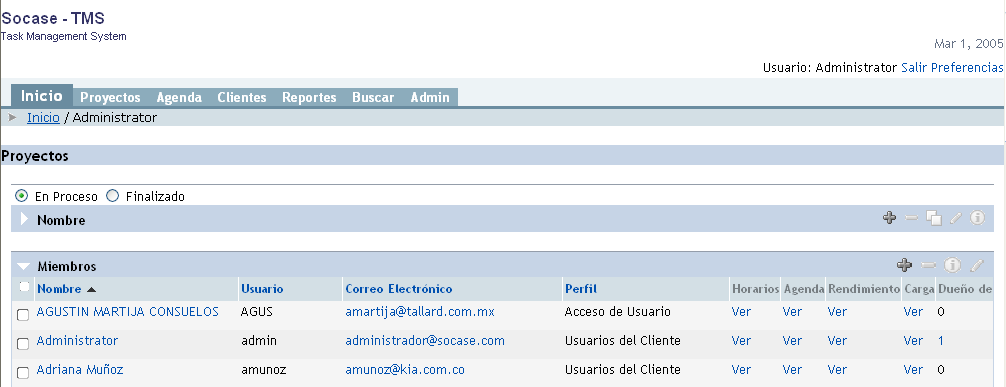 Socase - TMS
Task Management System
Mar 1, 2005
Usuario: Administrator Salir Preferencias
Inicio Proyectos Agenda Clientes Reportes Buscar Admin
Inicio / Administrator
Proyectos
En Proceso Finalizado
Nombre
Miembros
Nombre Usuario Correo Electrónico Perfil Horarios Agenda Rendimiento Carga Dueño de
AGUSTIN MARTIJA CONSUELOS AGUS amartija@tallard.com.mx Acceso de Usuario Ver Ver Ver Ver 0
Administrator admin administrador@socase.com Usuarios del Cliente Ver Ver Ver Ver 1
Adriana Muñoz amunoz amunoz@kia.com.co Usuarios del Cliente Ver Ver Ver Ver 0